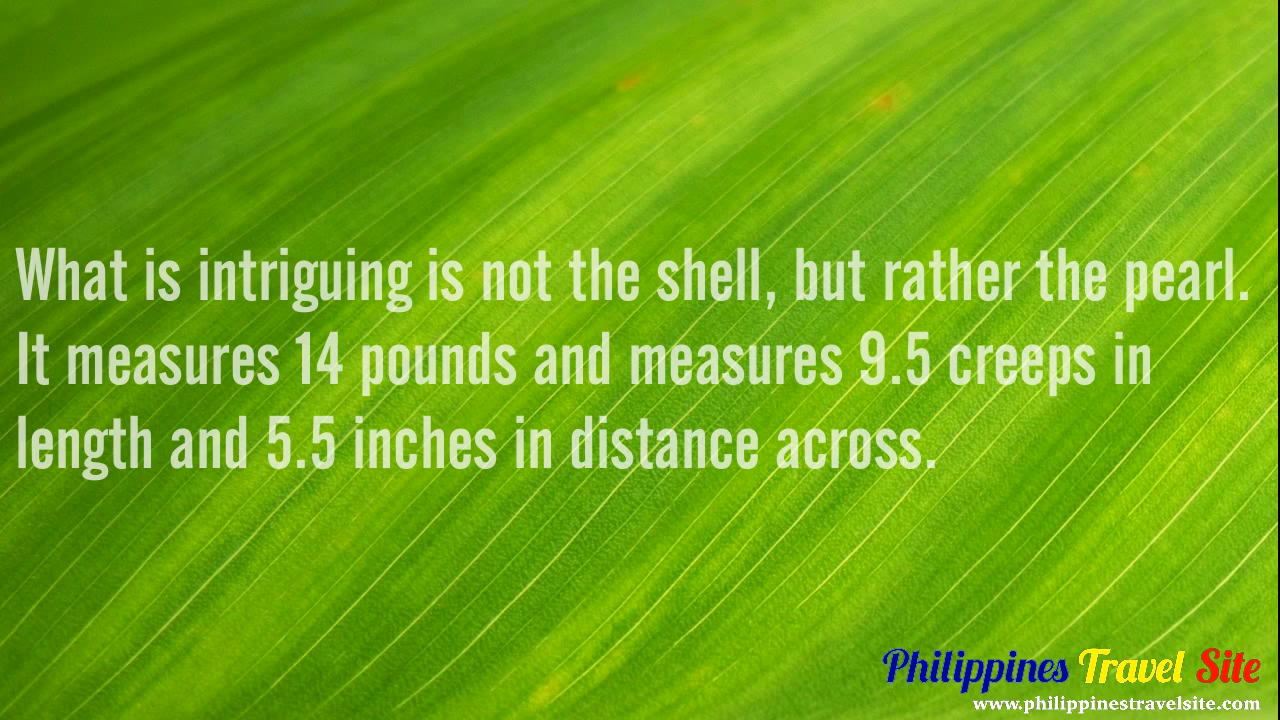 What is intriguing is not the shell, but rather the pearl.
It measures 14 pounds and measures 9.5 creeps in
length and 5.5 inches in distance across.
Philippines Travel Site
www.philippinestravelsite.com